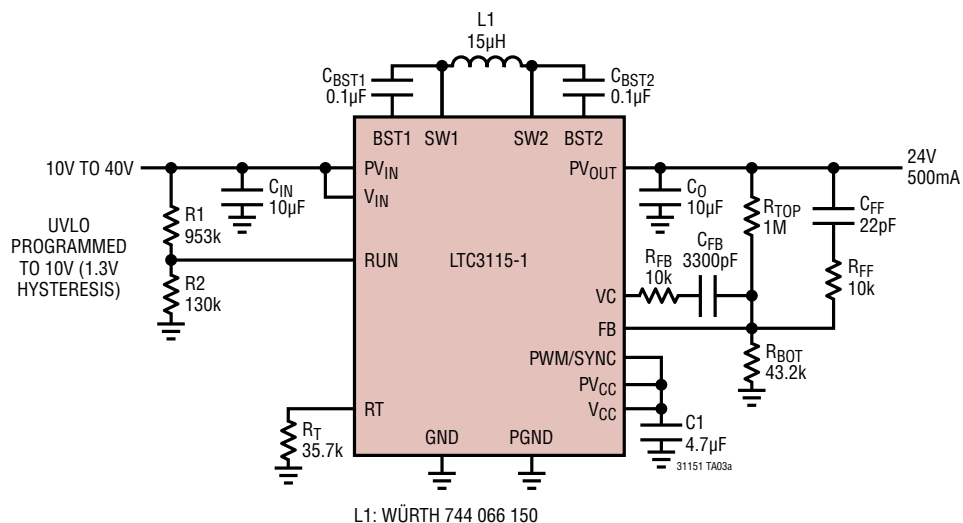 L1
15µH
CBST1
0.1µF
CBST2
0.1µF
BST1 SW1 SW2 BST2
10V TO 40V
PVIN
PVOUT
24V
500mA
CIN
10µF
VIN
CO
10µF
RTOP
1M
CFF
22pF
R1
953k
UVLO
PROGRAMMED
TO 10V (1.3V
HYSTERESIS)
RUN
LTC3115-1
RFB
10k
CFB
3300pF
RFF
10k
R2
130k
VC
FB
RBOT
43.2k
PWM/SYNC
PVCC
RT
VCC
RT
35.7k
GND
PGND
C1
4.7µF
31151 TA03a
L1: WÜRTH 744 066 150